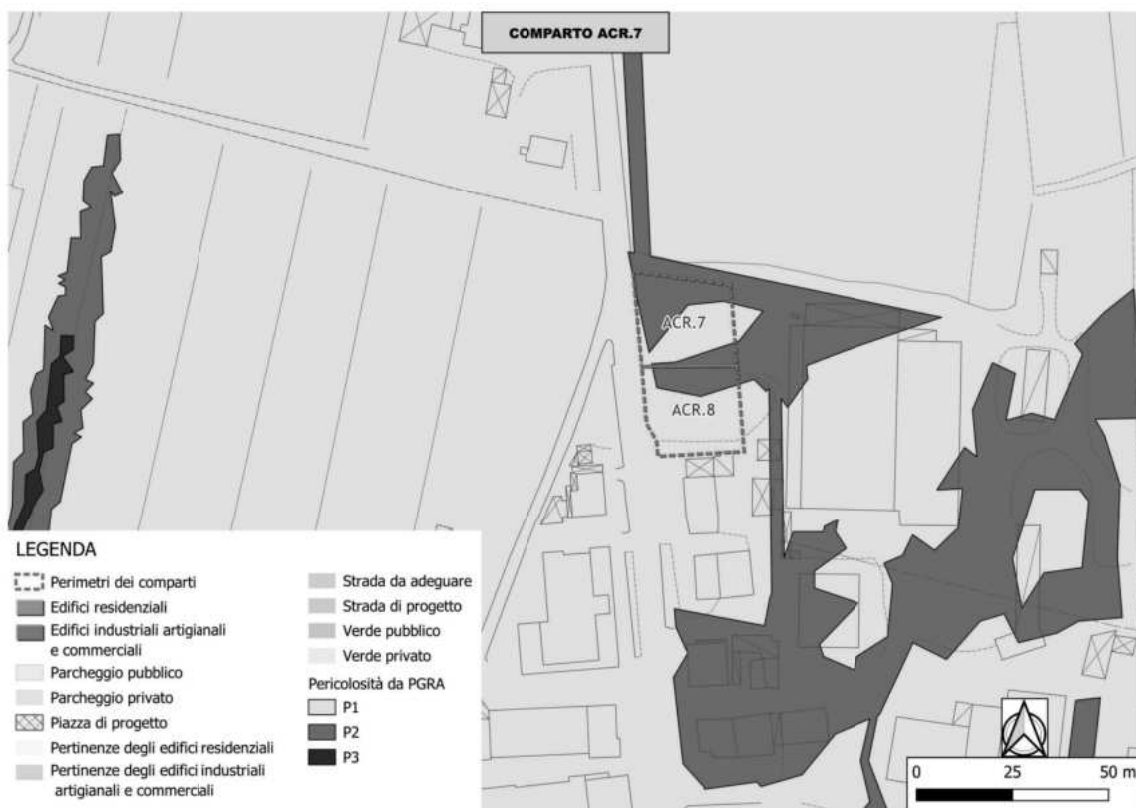 COMPARTO ACR.7
ACR.7
ACR.8
LEGENDA
Perimetri dei comparti
Edifici residenziali
Edifici industriali artigianali
e commerciali
Parcheggio pubblico
Parcheggio privato
Piazza di progetto
Pertinenze degli edifici residenziali
Pertinenze degli edifici industriali
artigianali e commerciali
Strada da adeguare
Strada di progetto
Verde pubblico
Verde privato
Pericolosità da PGRA
P1
P2
P3
0 25 50 m